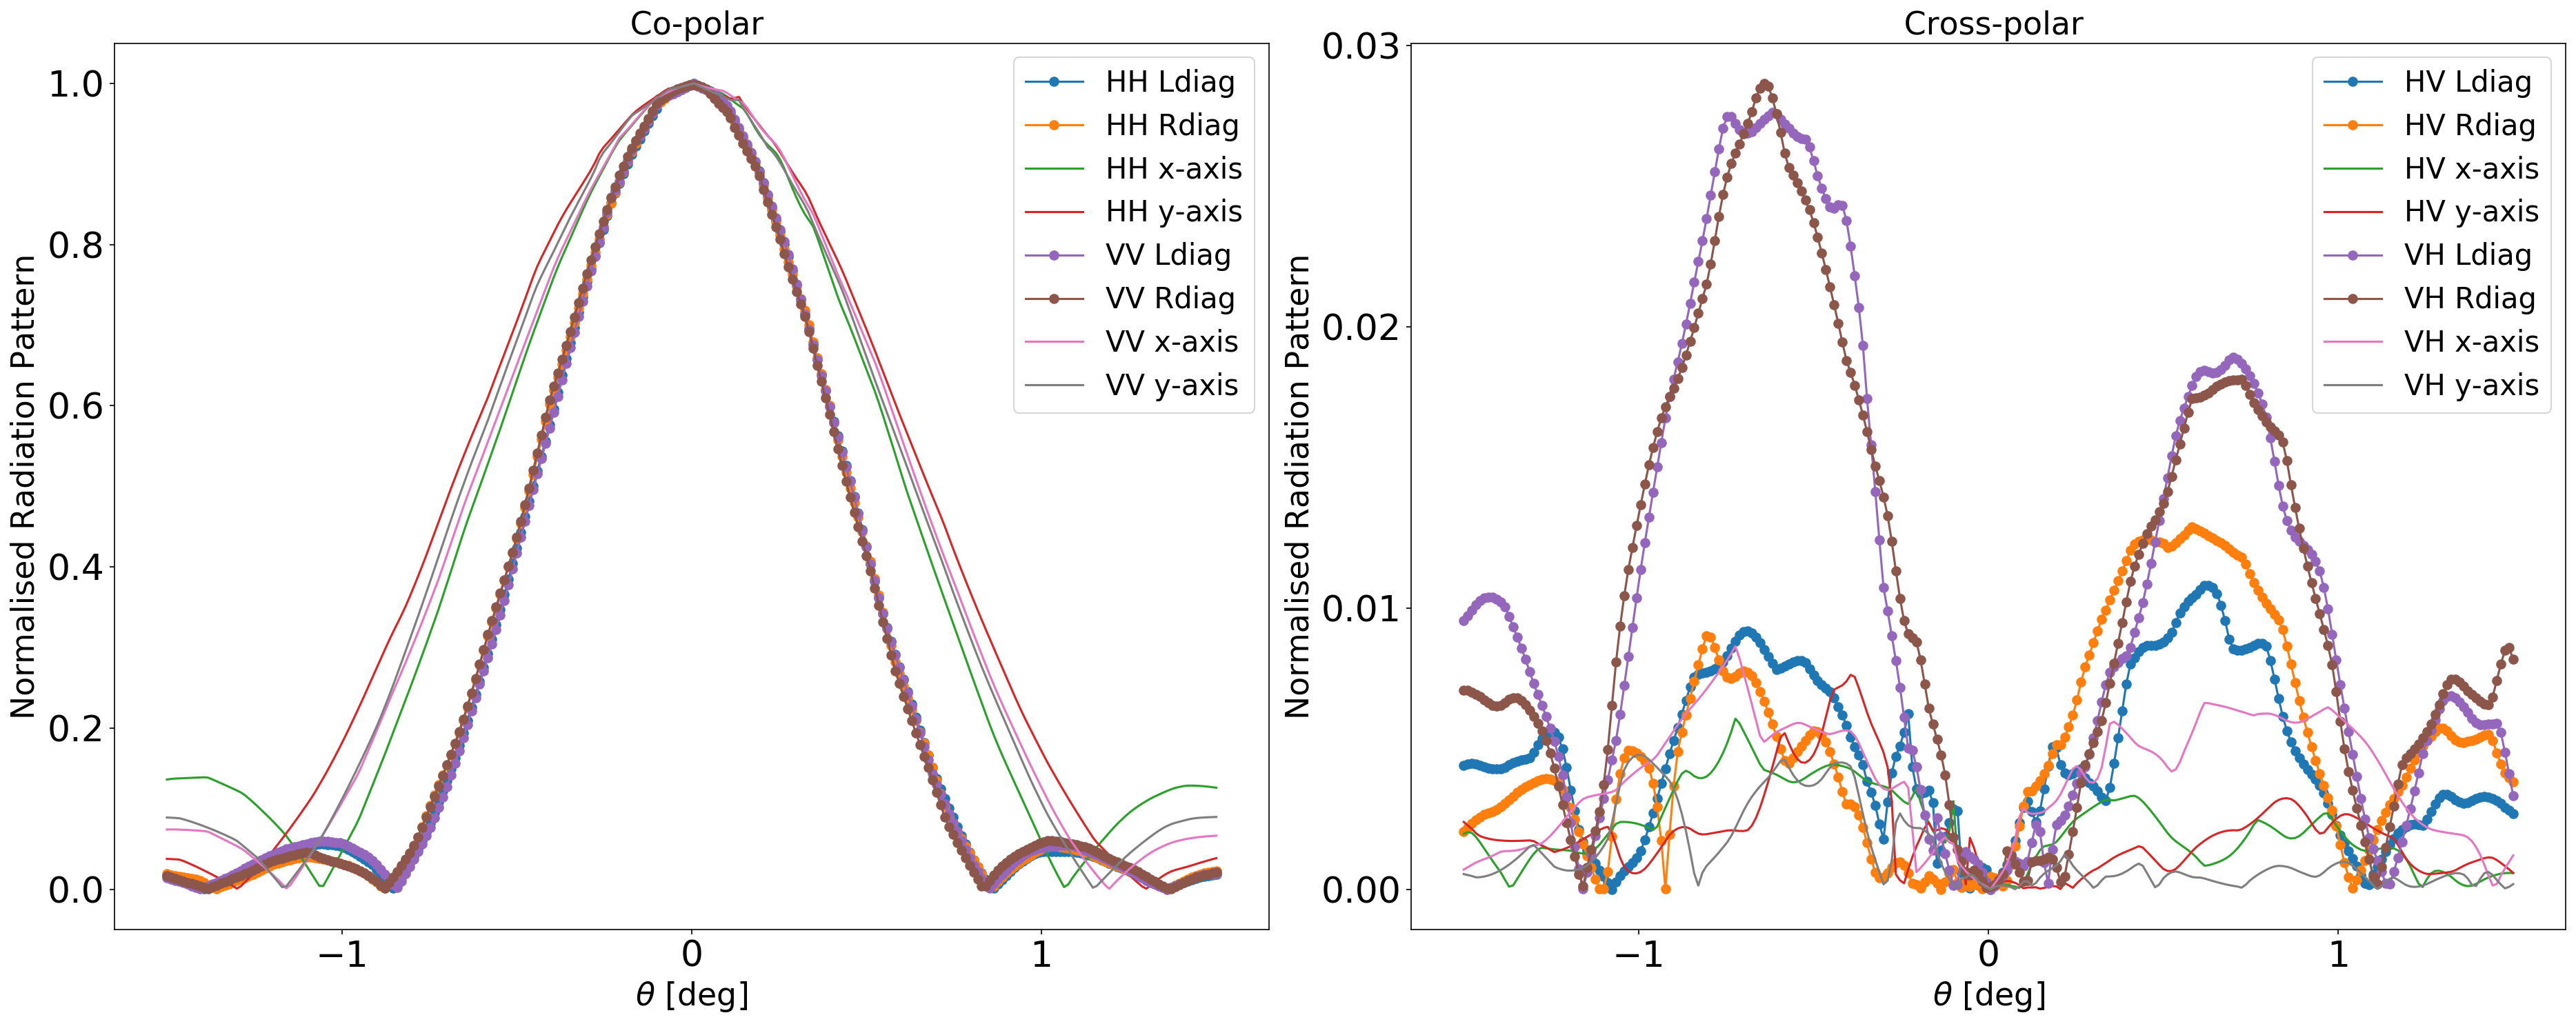 Co-polar
Normalised Radiation Pattern
1.0
0.8
0.6
0.4
0.2
0.0
−1
0
1
θ [deg]
HH Ldiag
HH Rdiag
HH x-axis
HH y-axis
VV Ldiag
VV Rdiag
VV x-axis
VV y-axis
Cross-polar
Normalised Radiation Pattern
0.03
0.02
0.01
0.00
−1
0
1
θ [deg]
HV Ldiag
HV Rdiag
HV x-axis
HV y-axis
VH Ldiag
VH Rdiag
VH x-axis
VH y-axis